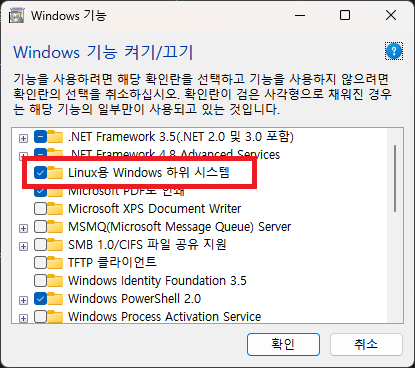 Windows 기능
Windows 기능 켜기/끄기
기능을 사용하려면 해당 확인란을 선택하고 기능을 사용하지 않으려면
확인란의 선택을 취소하십시오. 확인란이 검은 사각형으로 채워진 경우
는 해당 기능의 일부만이 사용되고 있는 것입니다.
.NET Framework 3.5(.NET 2.0 및 3.0 포함)
.NET Framework 4.8 Advanced Services
Linux용 Windows 하위 시스템
Microsoft PDF로 인쇄
Microsoft XPS Document Writer
MSMQ(Microsoft Message Queue) Server
SMB 1.0/CIFS 파일 공유 지원
TFTP 클라이언트
Windows Identity Foundation 3.5
Windows PowerShell 2.0
Windows Process Activation Service
확인
취소